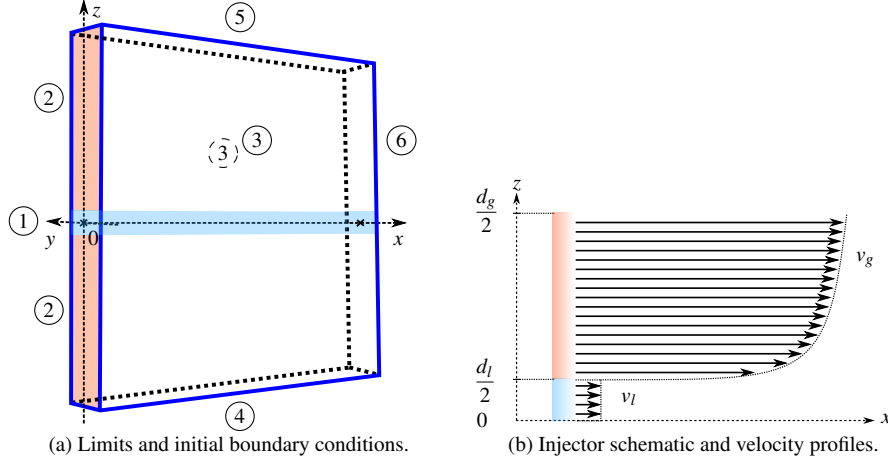 z
⑤
②
③
3
⑥
①
y
0
x
②
④
(a) Limits and initial boundary conditions.
z
d_g
2
v_g
d_l
2
v_l
0
x
(b) Injector schematic and velocity profiles.